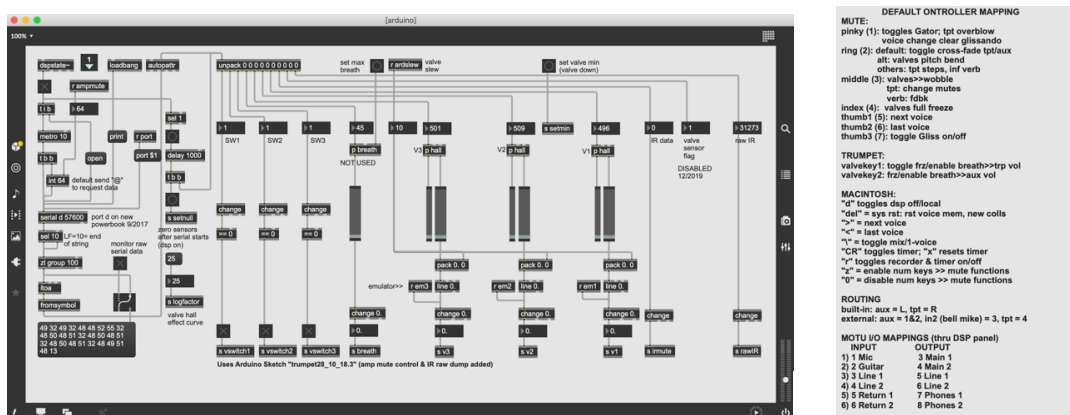 [arduino]
100%
dspstate~
1
loadbang
autopattr
unpack 0 0 0 0 0 0 0 0 0 0
set max
breath
r ardslew
valve
slew
set valve min
(valve down)
r ampmute
t i b
64
sel 1
1
1
1
45
10
501
509
s setmin
496
0
1
31273
SW1
SW2
SW3
p breath
V3
p hall
V2
p hall
V1
p hall
IR data
valve
sensor
flag
raw IR
NOT USED
DISABLED
12/2019
metro 10
print
r port
delay 1000
t b b
open
port $1
t b b
int 64
default send "@"
to request data
serial d 57600
port d on new
powerbook 9/2017
s setnull
change
change
change
sel 10
LF=10= end
of string
monitor raw
serial data
zero sensors
after serial starts
(dsp on)
== 0
== 0
== 0
zl group 100
25
pack 0. 0
pack 0. 0
pack 0. 0
itoa
25
emulator>>
r em3
line 0.
r em2
line 0.
r em1
line 0.
fromsymbol
s logfactor
valve hall
effect curve
change 0.
change 0.
change 0.
change
change
49 32 49 32 48 48 52 55 32
48 50 48 51 32 48 50 48 51
32 48 50 48 51 32 48 49 51
48 13
0.
0.
0.
0.
s vswitch1
s vswitch2
s vswitch3
s breath
s v3
s v2
s v1
s irmute
s rawIR
Uses Arduino Sketch "trumpet28_10_18.3" (amp mute control & IR raw dump added)
DEFAULT ONTROLLER MAPPING
MUTE:
pinky (1): toggles Gator; tpt overblow
voice change clear glissando
ring (2): default: toggle cross-fade tpt/aux
alt: valves pitch bend
others: tpt steps, inf verb
middle (3): valves>>wobble
tpt: change mutes
verb: fdbk
index (4): valves full freeze
thumb1 (5): next voice
thumb2 (6): last voice
thumb3 (7): toggle Gliss on/off
TRUMPET:
valvekey1: toggle frz/enable breath>>trp vol
valvekey2: frz/enable breath>>aux vol
MACINTOSH:
"d" toggles dsp off/local
"del" = sys rst: rst voice mem, new colls
">" = next voice
"<" = last voice
"\" = toggle mix/1-voice
"CR" toggles timer; "x" resets timer
"r" toggles recorder & timer on/off
"z" = enable num keys >> mute functions
"0" = disable num keys >> mute functions
ROUTING
built-in: aux = L, tpt = R
external: aux = 1&2, in2 (bell mike) = 3, tpt = 4
MOTU I/O MAPPINGS (thru DSP panel)
INPUT OUTPUT
1) 1 Mic 3 Main 1
2) 2 Guitar 4 Main 2
3) 3 Line 1 5 Line 1
4) 4 Line 2 6 Line 2
5) 5 Return 1 7 Phones 1
6) 6 Return 2 8 Phones 2